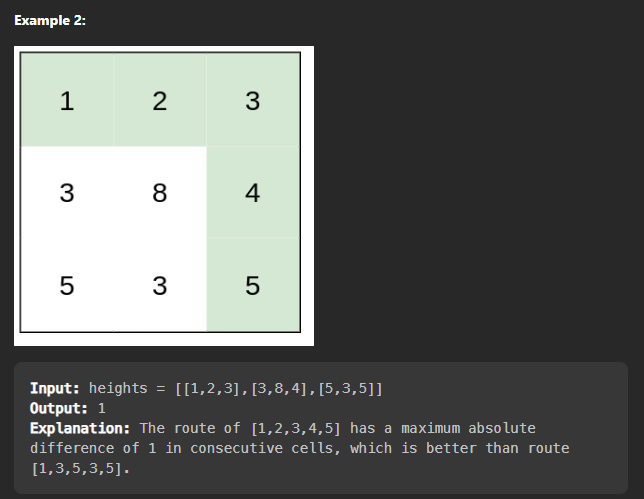 Example 2:
1 2 3
3 8 4
5 3 5
Input: heights = [[1,2,3],[3,8,4],[5,3,5]]
Output: 1
Explanation: The route of [1,2,3,4,5] has a maximum absolute
difference of 1 in consecutive cells, which is better than route
[1,3,5,3,5].